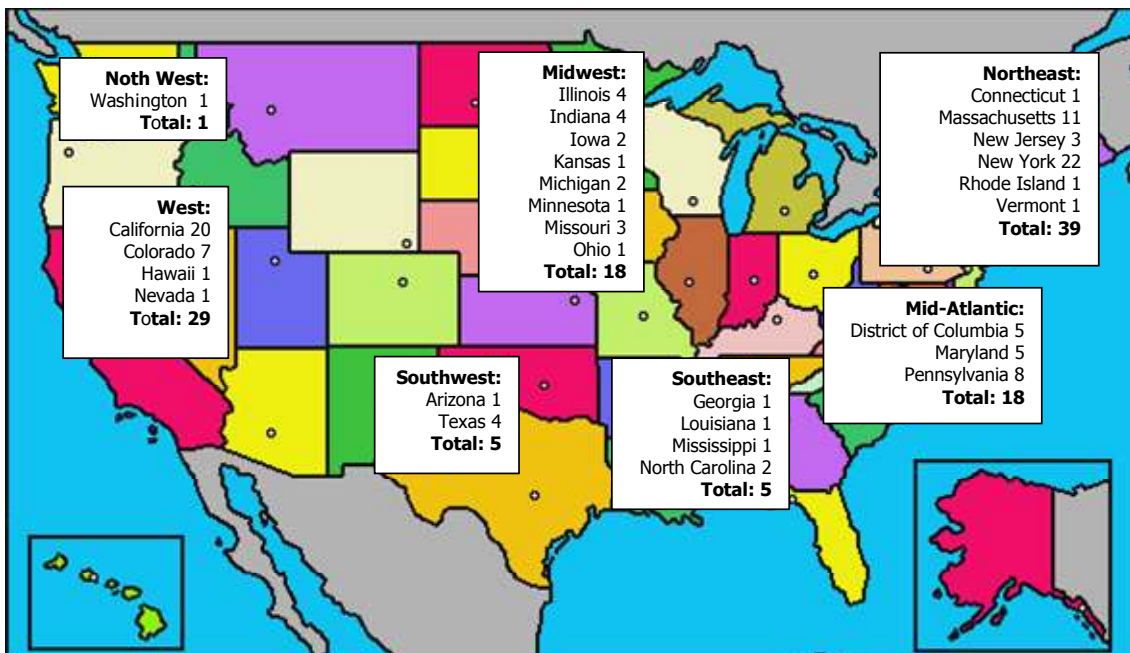 Noth West:
Washington 1
Total: 1
West:
California 20
Colorado 7
Hawaii 1
Nevada 1
Total: 29
Southwest:
Arizona 1
Texas 4
Total: 5
Midwest:
Illinois 4
Indiana 4
Iowa 2
Kansas 1
Michigan 2
Minnesota 1
Missouri 3
Ohio 1
Total: 18
Southeast:
Georgia 1
Louisiana 1
Mississippi 1
North Carolina 2
Total: 5
Northeast:
Connecticut 1
Massachusetts 11
New Jersey 3
New York 22
Rhode Island 1
Vermont 1
Total: 39
Mid-Atlantic:
District of Columbia 5
Maryland 5
Pennsylvania 8
Total: 18